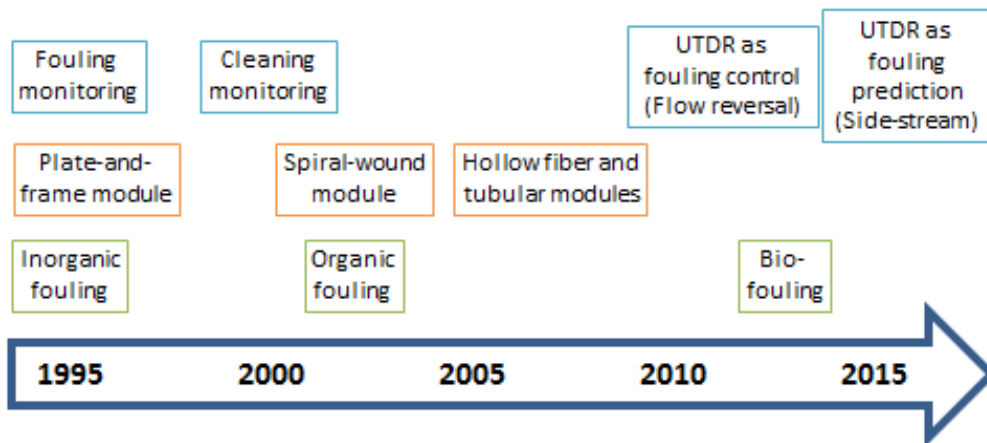 Fouling
monitoring
Cleaning
monitoring
UTDR as
fouling control
(Flow reversal)
UTDR as
fouling
prediction
(Side-stream)
Plate-and-
frame module
Spiral-wound
module
Hollow fiber and
tubular modules
Inorganic
fouling
Organic
fouling
Bio-
fouling
1995 2000 2005 2010 2015